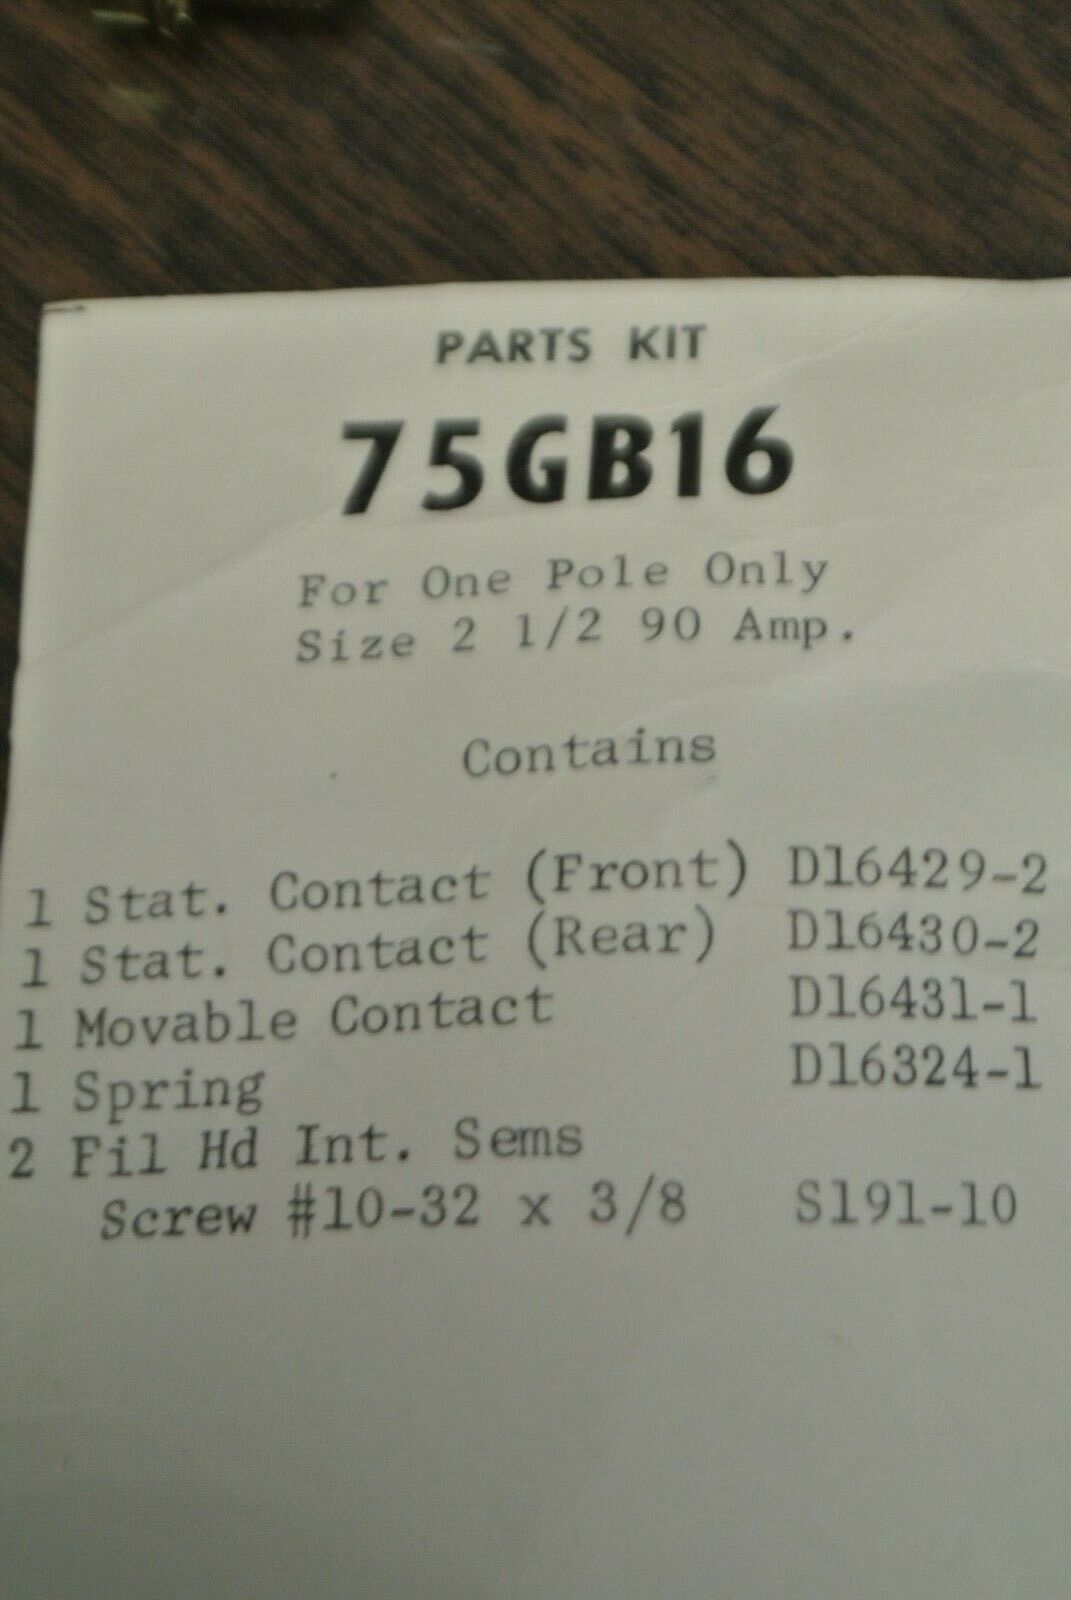 PARTS KIT
75GB16
For One Pole Only
Size 2 1/2 90 Amp.
Contains
1 Stat. Contact (Front) D16429-2
1 Stat. Contact (Rear) D16430-2
1 Movable Contact D16431-1
1 Spring D16324-1
2 Fil Hd Int. Sems
Screw #10-32 x 3/8 S191-10